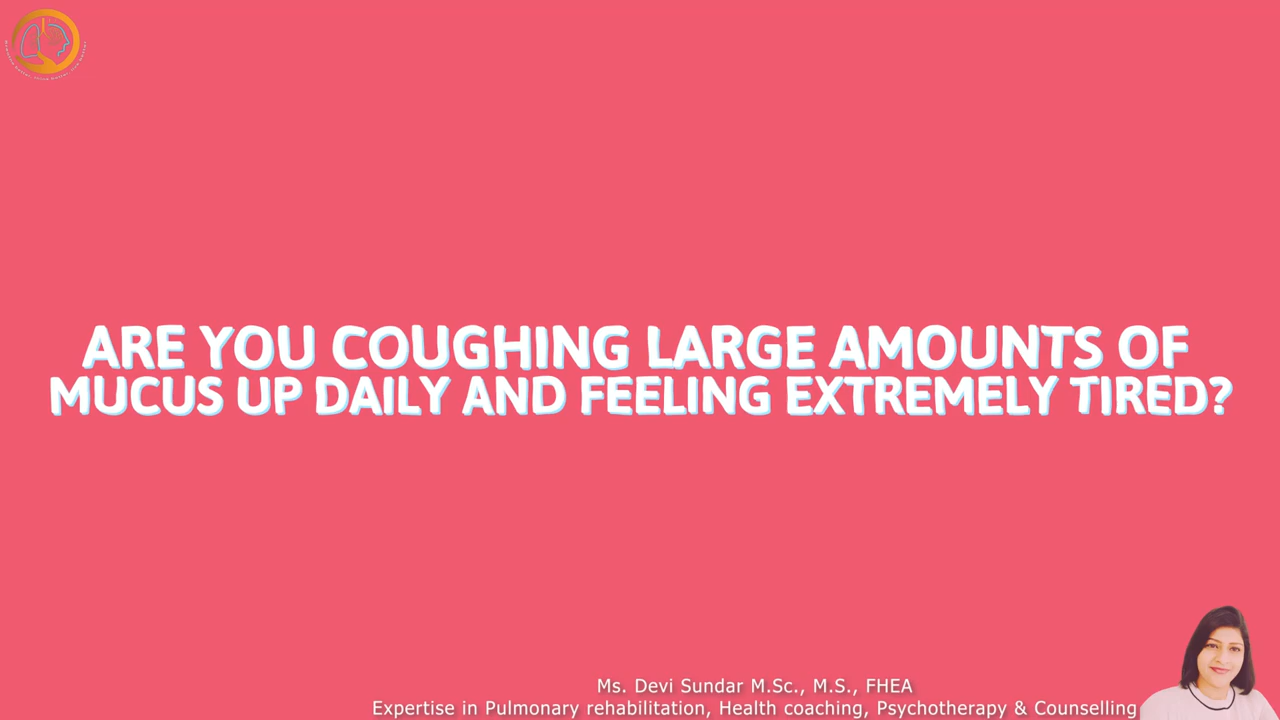 ARE YOU COUGHING LARGE AMOUNTS OF
MUCUS UP DAILY AND FEELING EXTREMELY TIRED?
Ms. Devi Sundar M.Sc., M.S., FHEA
Expertise in Pulmonary rehabilitation, Health coaching, Psychotherapy & Counselling